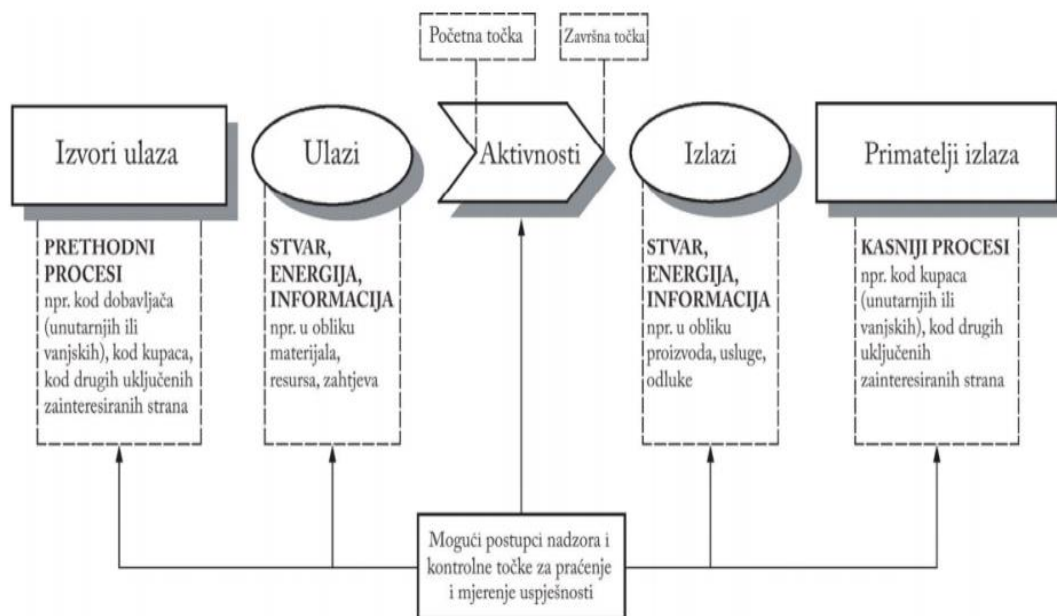 Početna točka
Završna točka
Izvori ulaza
Ulazi
Aktivnosti
Izlazi
Primatelji izlaza
PRETHODNI
PROCESI
npr. kod dobavljača
(unutarnjih ili
vanjskih), kod kupaca,
kod drugih uključenih
zainteresiranih strana
STVAR,
ENERGIJA,
INFORMACIJA
npr. u obliku
materijala,
resursa, zahtjeva
STVAR,
ENERGIJA,
INFORMACIJA
npr. u obliku
proizvoda, usluge,
odluke
KASNIJI PROCESI
npr. kod kupaca
(unutarnjih ili
vanjskih), kod drugih
uključenih
zainteresiranih strana
Mogući postupci nadzora i
kontrolne točke za praćenje
i mjerenje uspješnosti